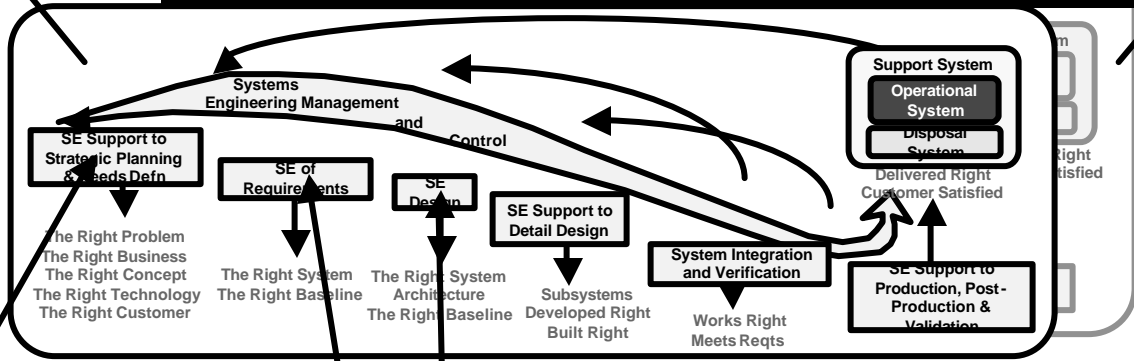 Systems
Engineering Management
and
Control
Support System
Operational
System
Disposal
System
Delivered Right
Customer Satisfied
SE Support to
Strategic Planning
& Needs Defn
The Right Problem
The Right Business
The Right Concept
The Right Technology
The Right Customer
SE of
Requirements
The Right System
The Right Baseline
SE
Design
The Right System
Architecture
The Right Baseline
SE Support to
Detail Design
Subsystems
Developed Right
Built Right
System Integration
and Verification
Works Right
Meets Reqts
SE Support to
Production, Post-
Production &
Validation
m
Right
tisfied